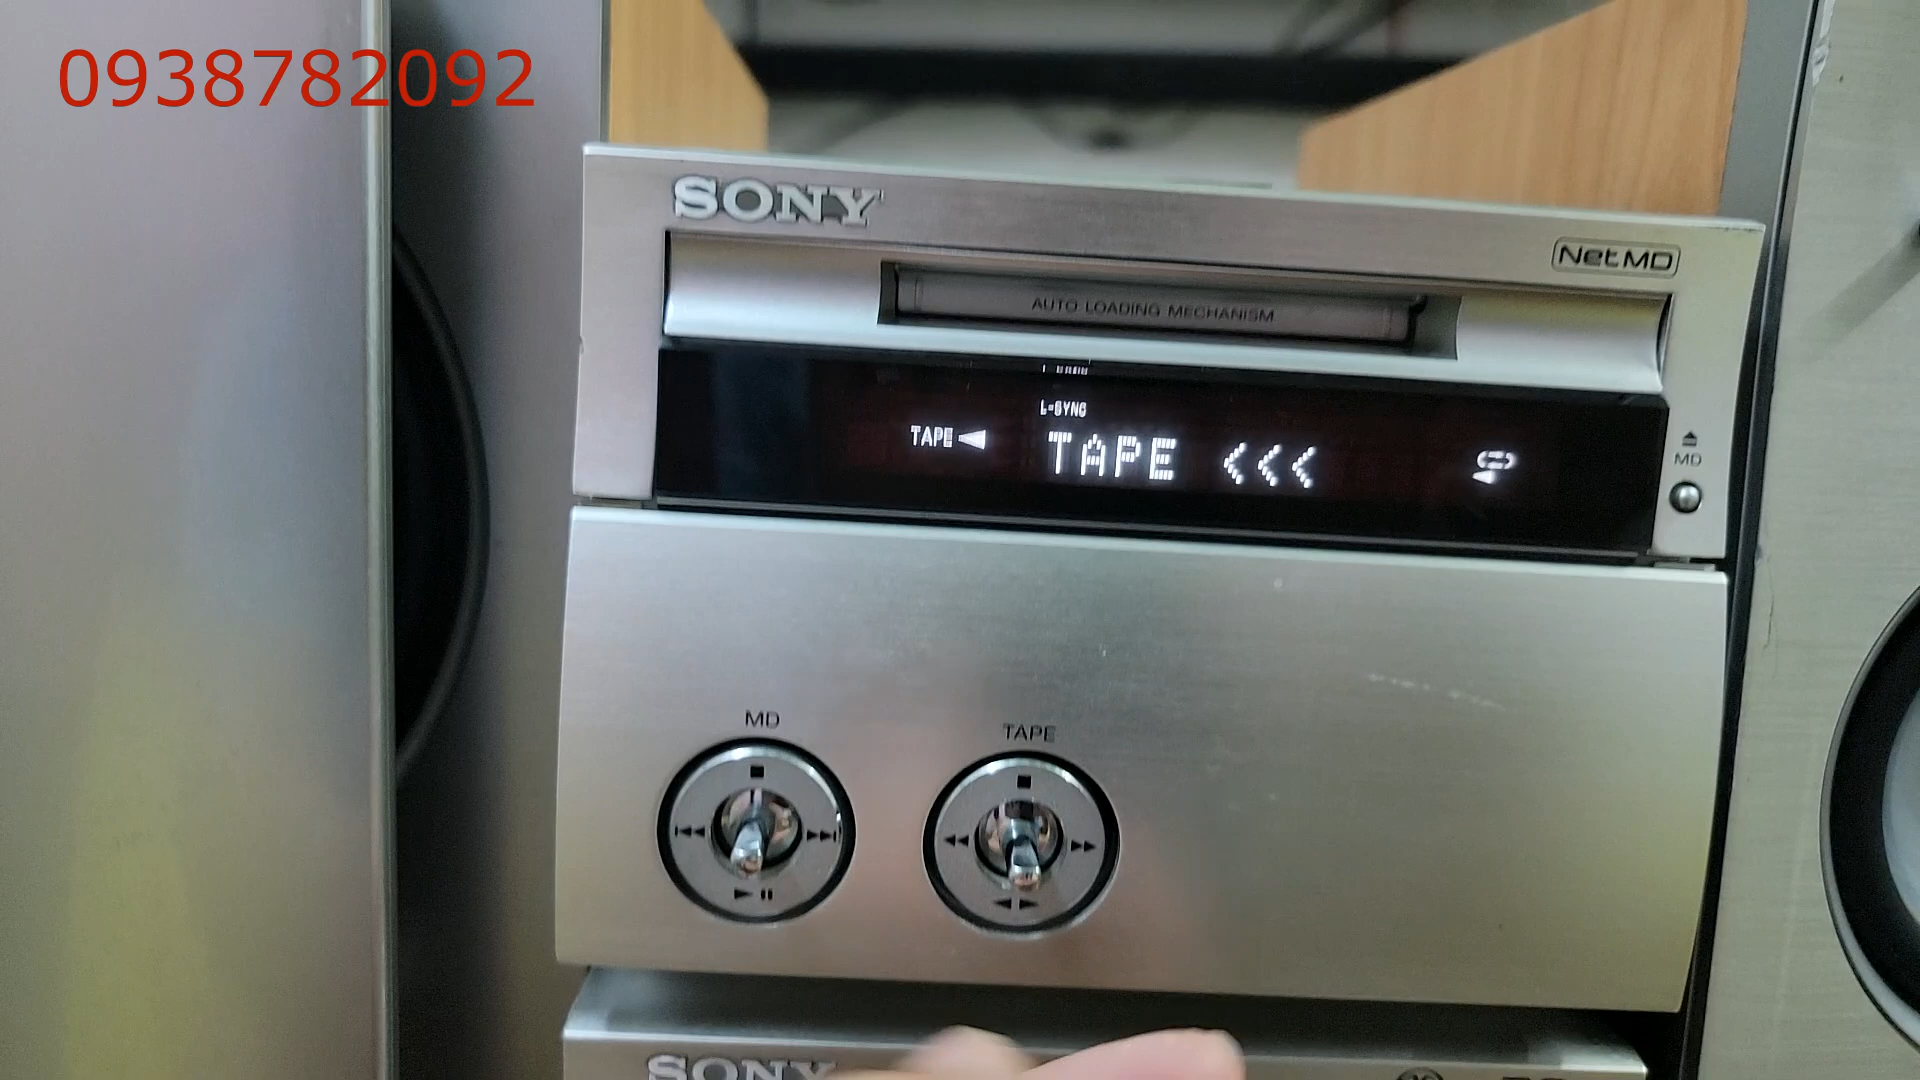 0938782092
SONY
NetMD
AUTO LOADING MECHANISM
L-SYNC
TAPE
TAPE <<<
MD
MD
TAPE
SONY